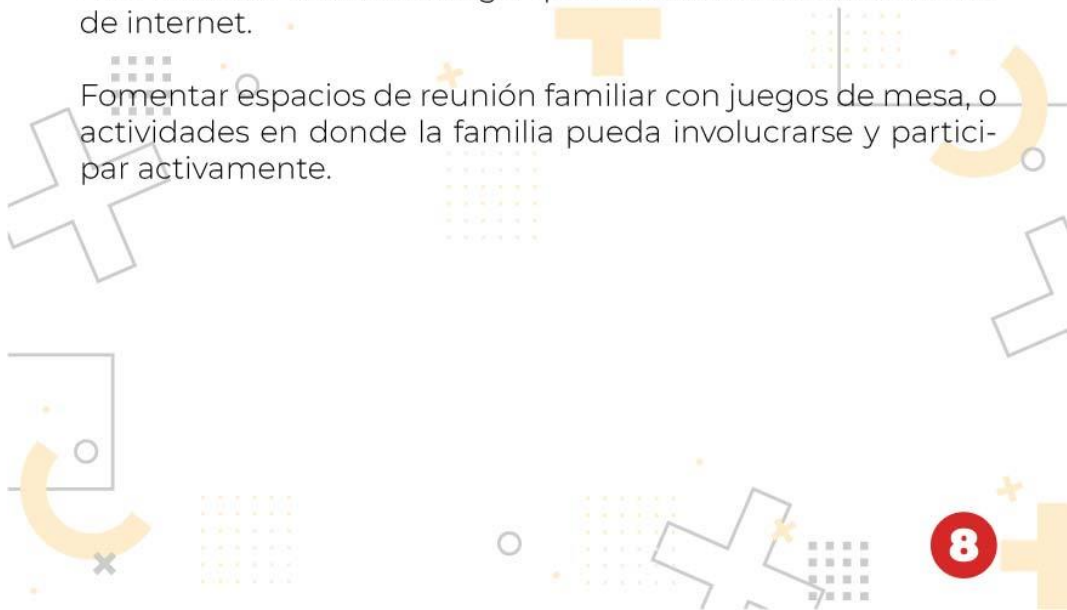 de internet.
Fomentar espacios de reunión familiar con juegos de mesa, o
actividades en donde la familia pueda involucrarse y partici-
par activamente.
8